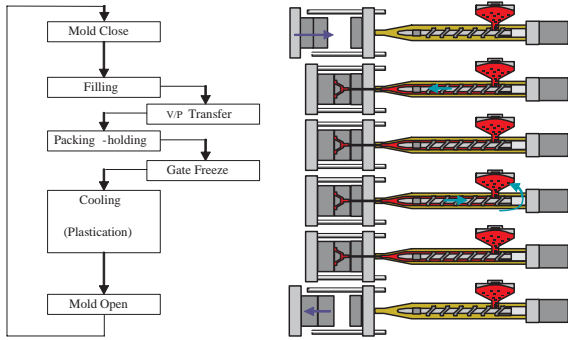 Mold Close
Filling
V/P Transfer
Packing -holding
Gate Freeze
Cooling
(Plastication)
Mold Open